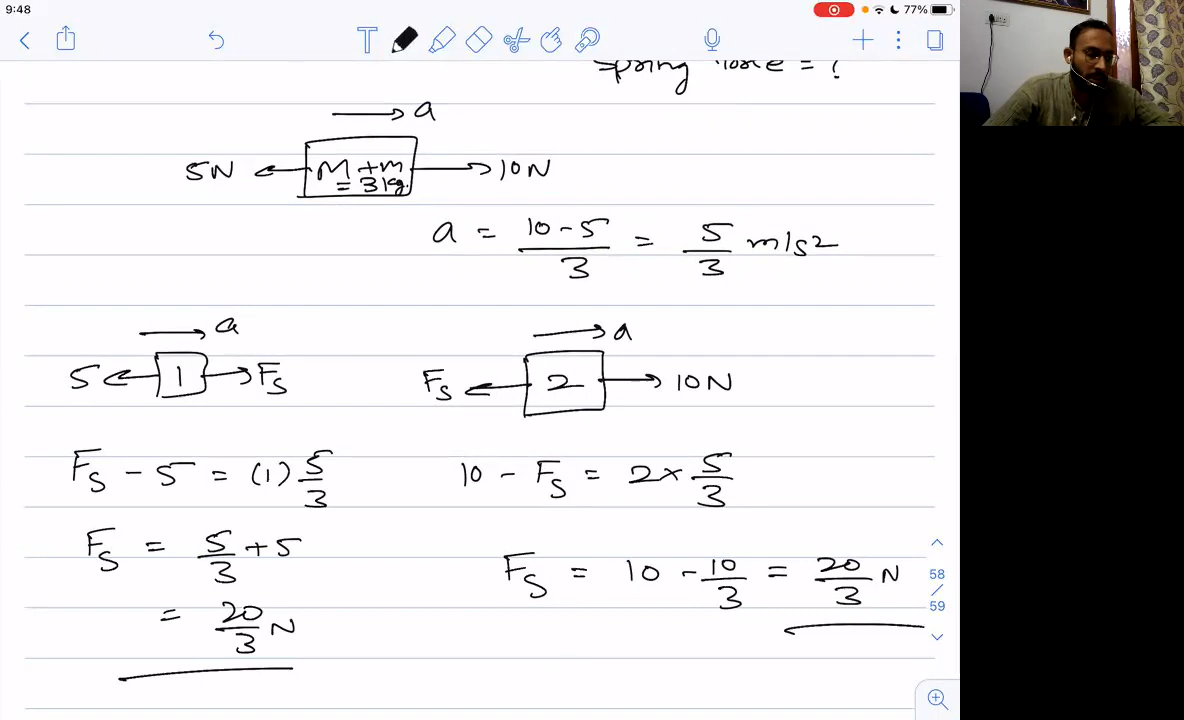 9:48
77%
T
spring force = ?
→ a
5N ← M + m → 10N
= 3 kg.
a = 10 - 5 / 3 = 5 / 3 m/s2
→ a
→ a
5 ← 1 → Fs
Fs ← 2 → 10N
Fs - 5 = (1) 5 / 3
10 - Fs = 2 × 5 / 3
Fs = 5 / 3 + 5
Fs = 10 - 10 / 3 = 20 / 3 N
= 20 / 3 N
58
/
59